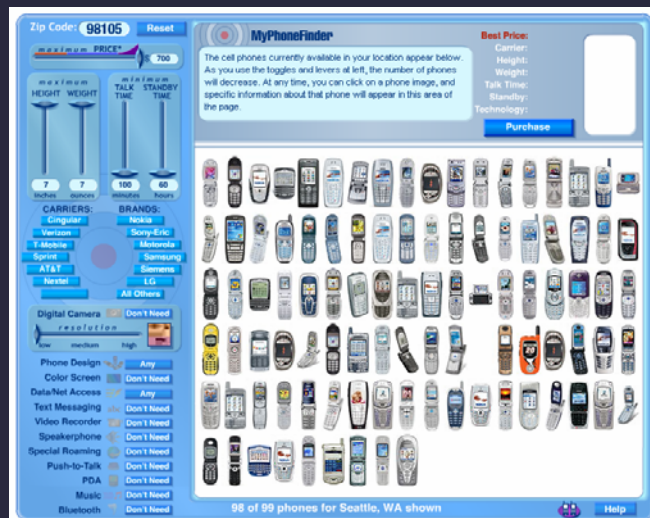 Zip Code: 98105 Reset
maximum PRICE*
$ 700
maximum
HEIGHT WEIGHT
7 7
inches ounces
minimum
TALK TIME STANDBY TIME
100 60
minutes hours
CARRIERS: BRANDS:
Cingular Nokia
Verizon Sony-Eric
T-Mobile Motorola
Sprint Samsung
AT&T Siemens
Nextel LG
All Others
Digital Camera Don't Need
resolution
low medium high
Phone Design Any
Color Screen Don't Need
Data/Net Access Any
Text Messaging Don't Need
Video Recorder Don't Need
Speakerphone Don't Need
Special Roaming Don't Need
Push-to-Talk Don't Need
PDA Don't Need
Music Don't Need
Bluetooth Don't Need
MyPhoneFinder
The cell phones currently available in your location appear below.
As you use the toggles and levers at left, the number of phones
will decrease. At any time, you can click on a phone image, and
specific information about that phone will appear in this area of
the page.
Best Price:
Carrier:
Height:
Weight:
Talk Time:
Standby:
Technology:
Purchase
98 of 99 phones for Seattle, WA shown
Help